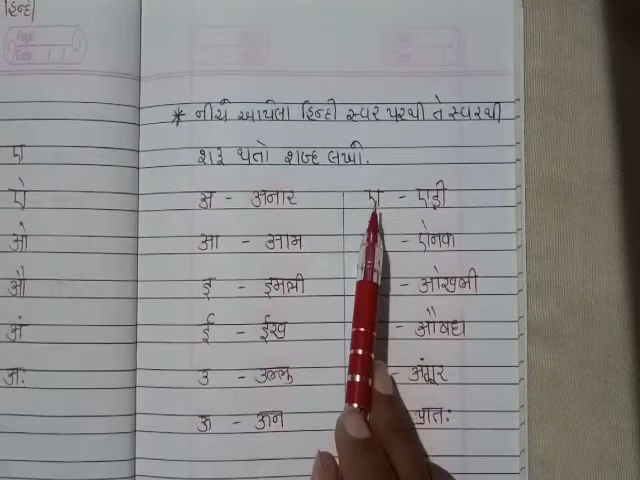 हिन्दी
ए
ऐ
ओ
औ
अं
अः
* નીચે આપેલા હિન્દી સ્વર પરથી તે સ્વરથી
શરૂ થતો શબ્દ લખો.
अ - अनार ए - एड़ी
आ - आम - ऐनक
इ - इमली - ओखली
ई - ईख - औषध
उ - उल्लु - अंगूर
ऊ - ऊन प्रातः